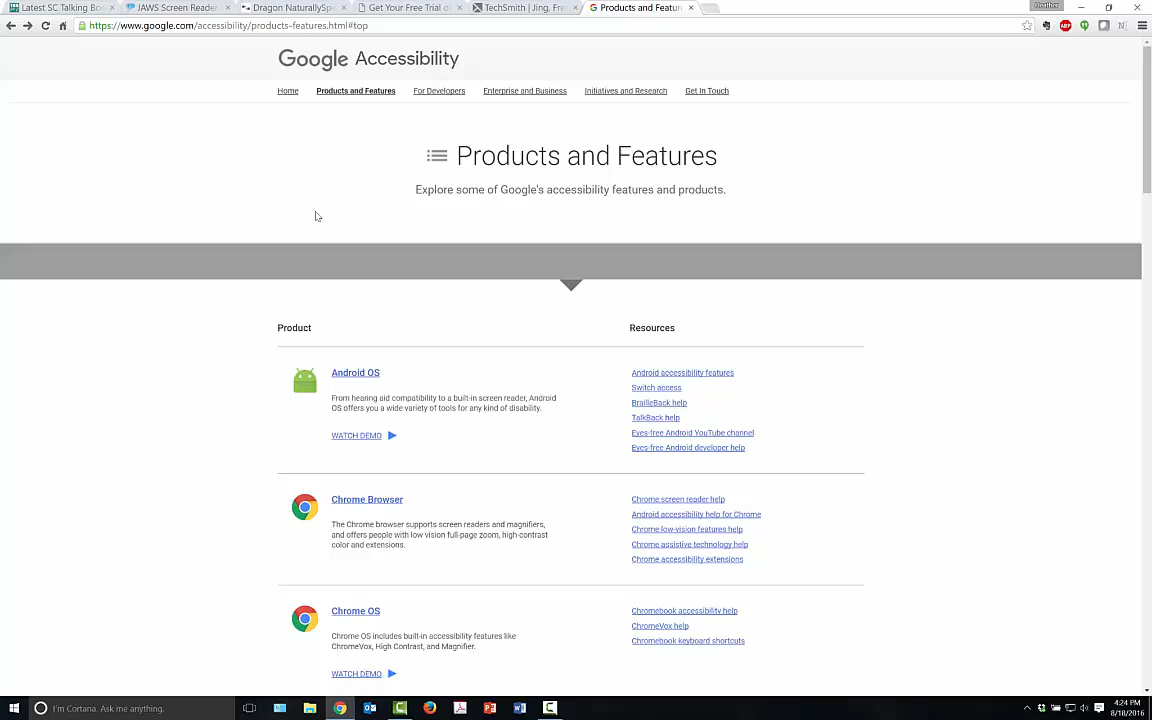 Latest SC Talking Boo
JAWS Screen Reader
Dragon NaturallySpe
Get Your Free Trial o
TechSmith | Jing, Fre
Products and Feature
Heather
https://www.google.com/accessibility/products-features.html#top
ABP
Google Accessibility
Home
Products and Features
For Developers
Enterprise and Business
Initiatives and Research
Get In Touch
Products and Features
Explore some of Google's accessibility features and products.
Product
Resources
Android OS
From hearing aid compatibility to a built-in screen reader, Android
OS offers you a wide variety of tools for any kind of disability.
WATCH DEMO
Android accessibility features
Switch access
BrailleBack help
TalkBack help
Eyes-free Android YouTube channel
Eyes-free Android developer help
Chrome Browser
The Chrome browser supports screen readers and magnifiers,
and offers people with low vision full-page zoom, high-contrast
color and extensions.
Chrome screen reader help
Android accessibility help for Chrome
Chrome low-vision features help
Chrome assistive technology help
Chrome accessibility extensions
Chrome OS
Chrome OS includes built-in accessibility features like
ChromeVox, High Contrast, and Magnifier.
WATCH DEMO
Chromebook accessibility help
ChromeVox help
Chromebook keyboard shortcuts
I'm Cortana. Ask me anything.
4:24 PM
8/18/2016